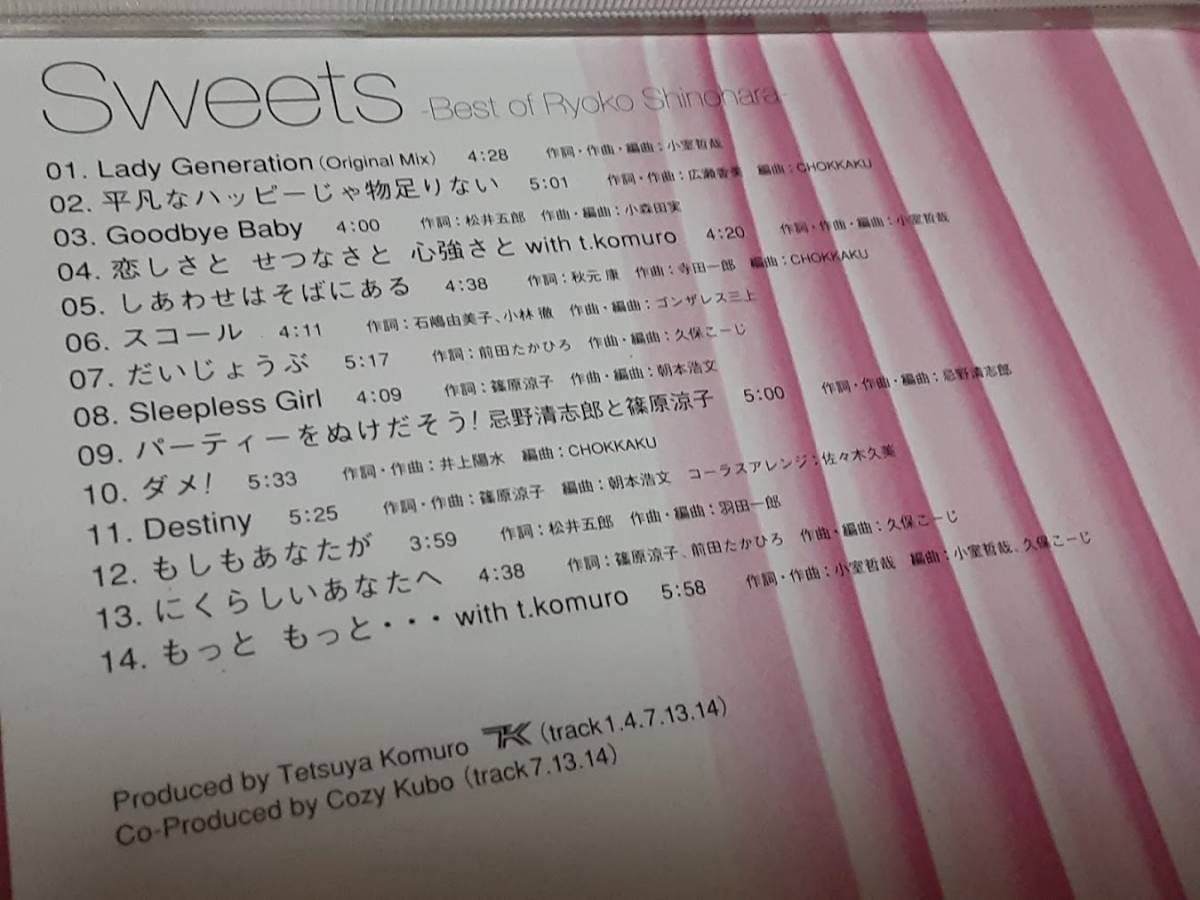 Sweets -Best of Ryoko Shinohara-
01. Lady Generation (Original Mix) 4:28 作詞・作曲・編曲:小室哲哉
02. 平凡なハッピーじゃ物足りない 5:01 作詞・作曲:広瀬香美 編曲:CHOKKAKU
03. Goodbye Baby 4:00 作詞:松井五郎 作曲・編曲:小森田実
04. 恋しさと せつなさと 心強さと with t.komuro 4:20 作詞・作曲・編曲:小室哲哉
05. しあわせはそばにある 4:38 作詞:秋元 康 作曲:寺田一郎 編曲:CHOKKAKU
06. スコール 4:11 作詞:石嶋由美子、小林 徹 作曲・編曲:ゴンザレス三上
07. だいじょうぶ 5:17 作詞:前田たかひろ 作曲・編曲:久保こーじ
08. Sleepless Girl 4:09 作詞:篠原涼子 作曲・編曲:朝本浩文
09. パーティーをぬけだそう! 忌野清志郎と篠原涼子 5:00 作詞・作曲・編曲:忌野清志郎
10. ダメ! 5:33 作詞・作曲:井上陽水 編曲:CHOKKAKU
11. Destiny 5:25 作詞・作曲:篠原涼子 編曲:朝本浩文 コーラスアレンジ:佐々木久美
12. もしもあなたが 3:59 作詞:松井五郎 作曲・編曲:羽田一郎
13. にくらしいあなたへ 4:38 作詞:篠原涼子、前田たかひろ 作曲・編曲:久保こーじ
14. もっと もっと・・・ with t.komuro 5:58 作詞・作曲:小室哲哉 編曲:小室哲哉、久保こーじ
Produced by Tetsuya Komuro TK (track1.4.7.13.14)
Co-Produced by Cozy Kubo (track7.13.14)